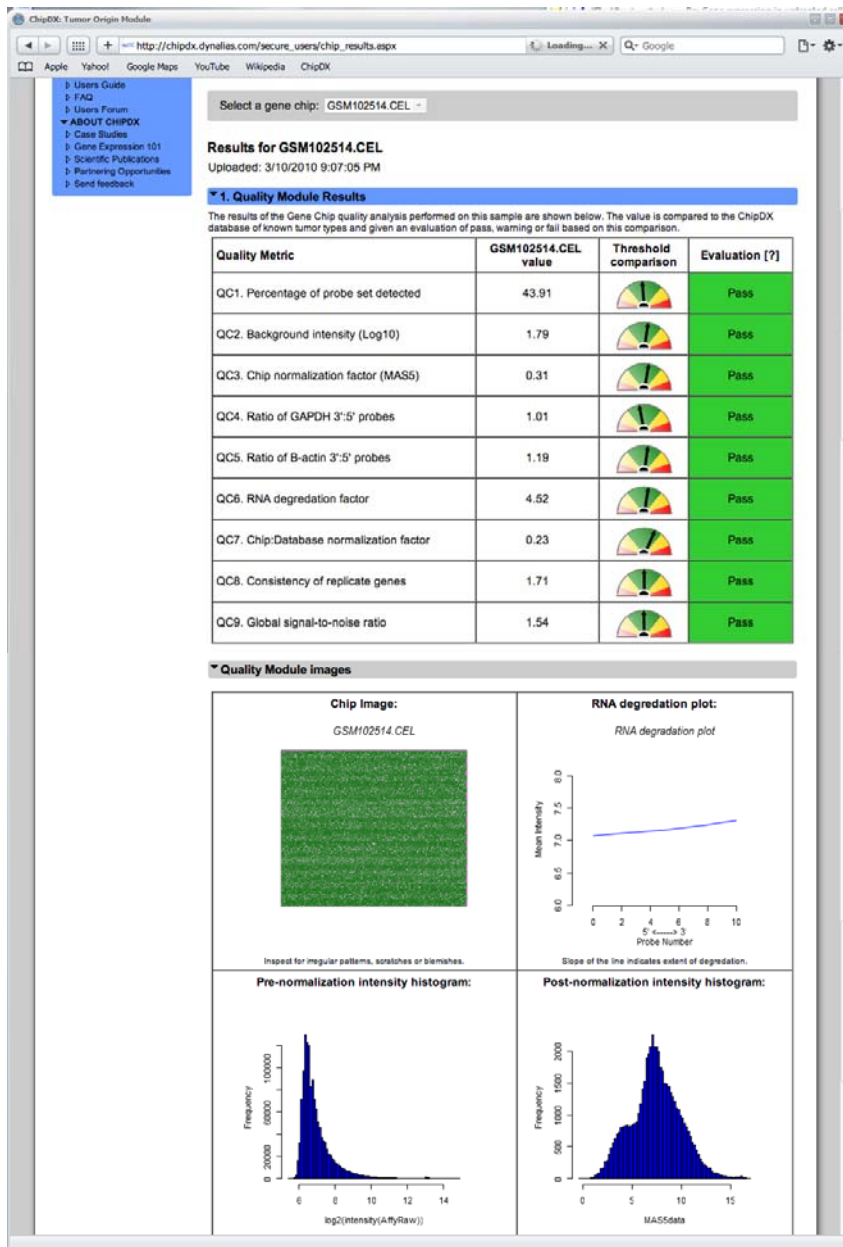 ChipDX: Tumor Origin Module
http://chipdx.dynalias.com/secure_users/chip_results.aspx
Loading...
Google
Apple Yahoo! Google Maps YouTube Wikipedia ChipDX
Users Guide
FAQ
Users Forum
ABOUT CHIPDX
Case Studies
Gene Expression 101
Scientific Publications
Partnering Opportunities
Send feedback
Select a gene chip: GSM102514.CEL
Results for GSM102514.CEL
Uploaded: 3/10/2010 9:07:05 PM
1. Quality Module Results
The results of the Gene Chip quality analysis performed on this sample are shown below. The value is compared to the ChipDX
database of known tumor types and given an evaluation of pass, warning or fail based on this comparison.
Quality Metric GSM102514.CEL value Threshold comparison Evaluation [?]
QC1. Percentage of probe set detected 43.91 Pass
QC2. Background intensity (Log10) 1.79 Pass
QC3. Chip normalization factor (MAS5) 0.31 Pass
QC4. Ratio of GAPDH 3':5' probes 1.01 Pass
QC5. Ratio of B-actin 3':5' probes 1.19 Pass
QC6. RNA degredation factor 4.52 Pass
QC7. Chip:Database normalization factor 0.23 Pass
QC8. Consistency of replicate genes 1.71 Pass
QC9. Global signal-to-noise ratio 1.54 Pass
Quality Module images
Chip Image:
GSM102514.CEL
Inspect for irregular patterns, scratches or blemishes.
RNA degredation plot:
RNA degradation plot
Mean Intensity
8.0
7.5
7.0
6.5
6.0
0 2 4 6 8 10
5' <-----> 3'
Probe Number
Slope of the line indicates extent of degredation.
Pre-normalization intensity histogram:
Frequency
100000
60000
20000
0
6 8 10 12 14
log2(intensity(AffyRaw))
Post-normalization intensity histogram:
Frequency
2000
1500
1000
500
0
0 5 10 15
MAS5data